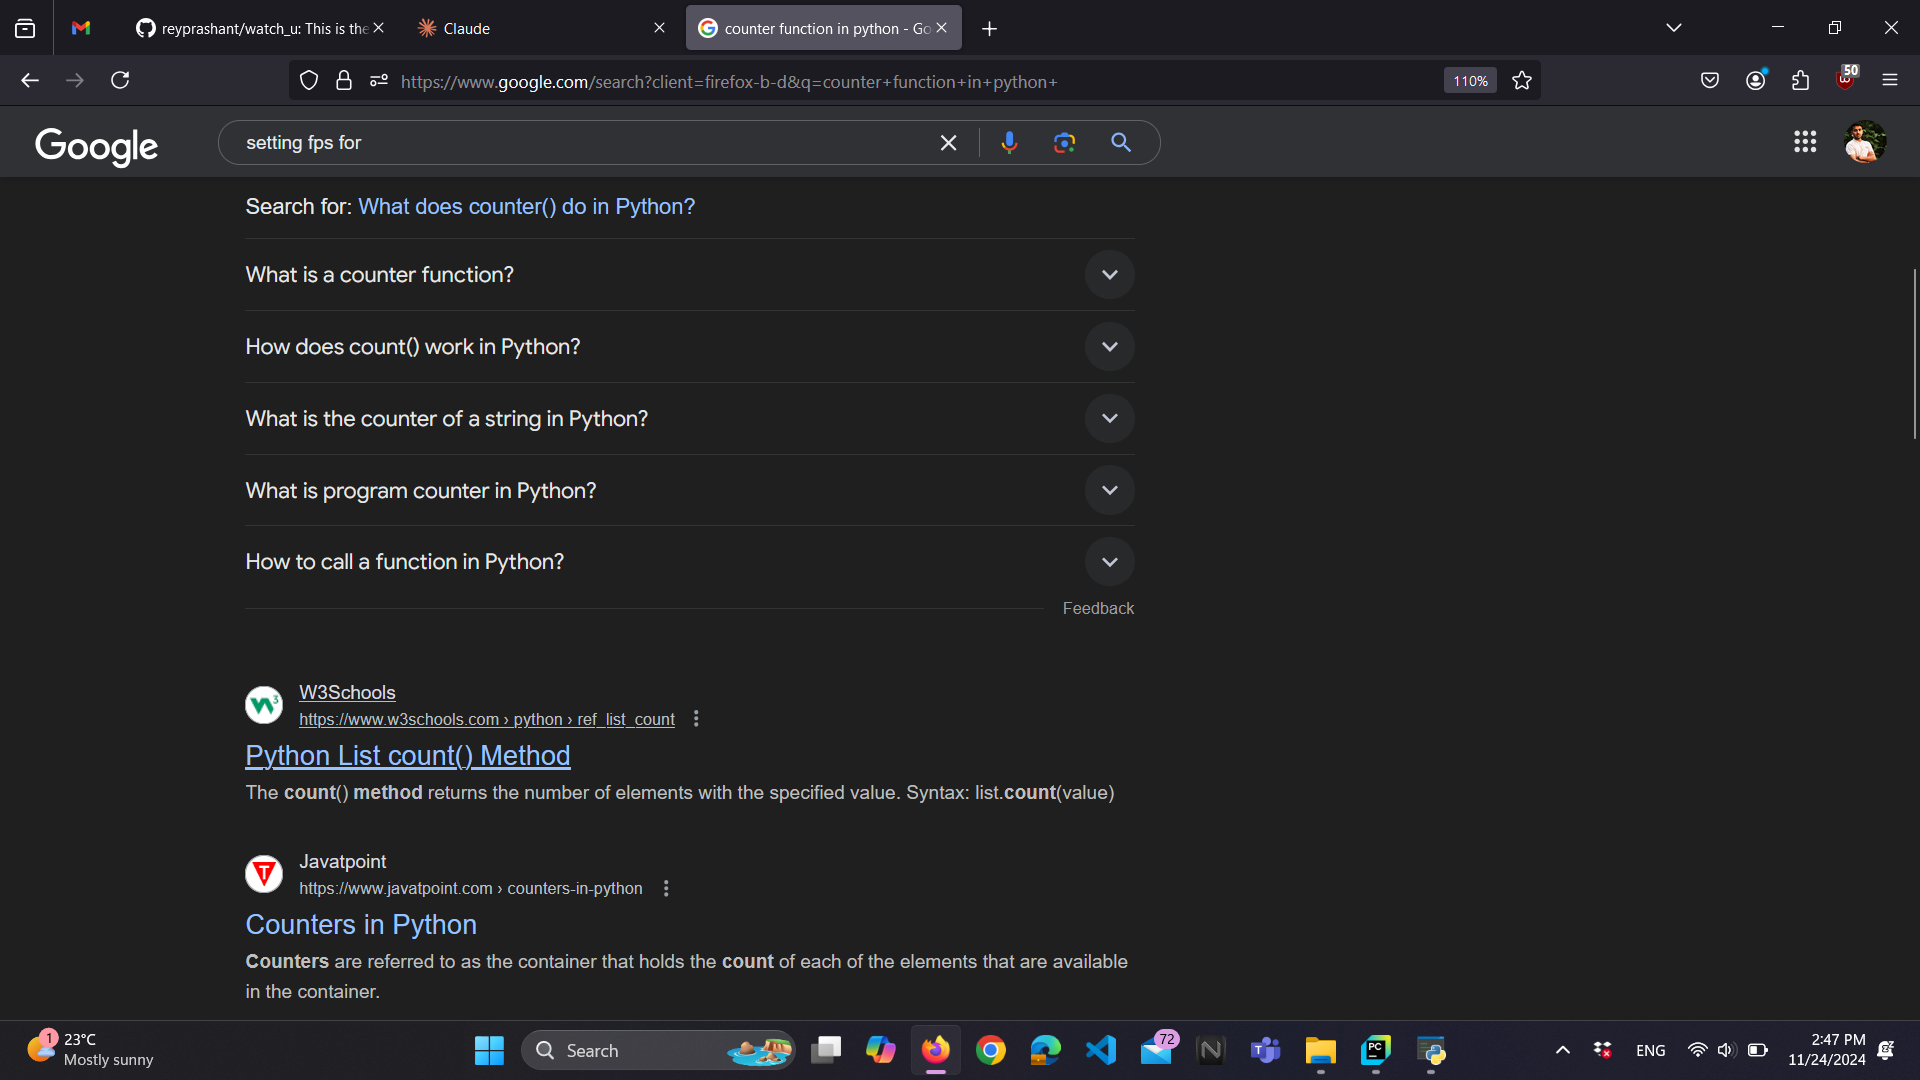 reyprashant/watch_u: This is the
Claude
counter function in python - Go
https://www.google.com/search?client=firefox-b-d&q=counter+function+in+python+
110%
50
Google
setting fps for
Search for: What does counter() do in Python?
What is a counter function?
How does count() work in Python?
What is the counter of a string in Python?
What is program counter in Python?
How to call a function in Python?
Feedback
W3Schools
https://www.w3schools.com › python › ref_list_count
Python List count() Method
The count() method returns the number of elements with the specified value. Syntax: list.count(value)
Javatpoint
https://www.javatpoint.com › counters-in-python
Counters in Python
Counters are referred to as the container that holds the count of each of the elements that are available
in the container.
1
23°C
Mostly sunny
Search
72
PC
ENG
2:47 PM
11/24/2024